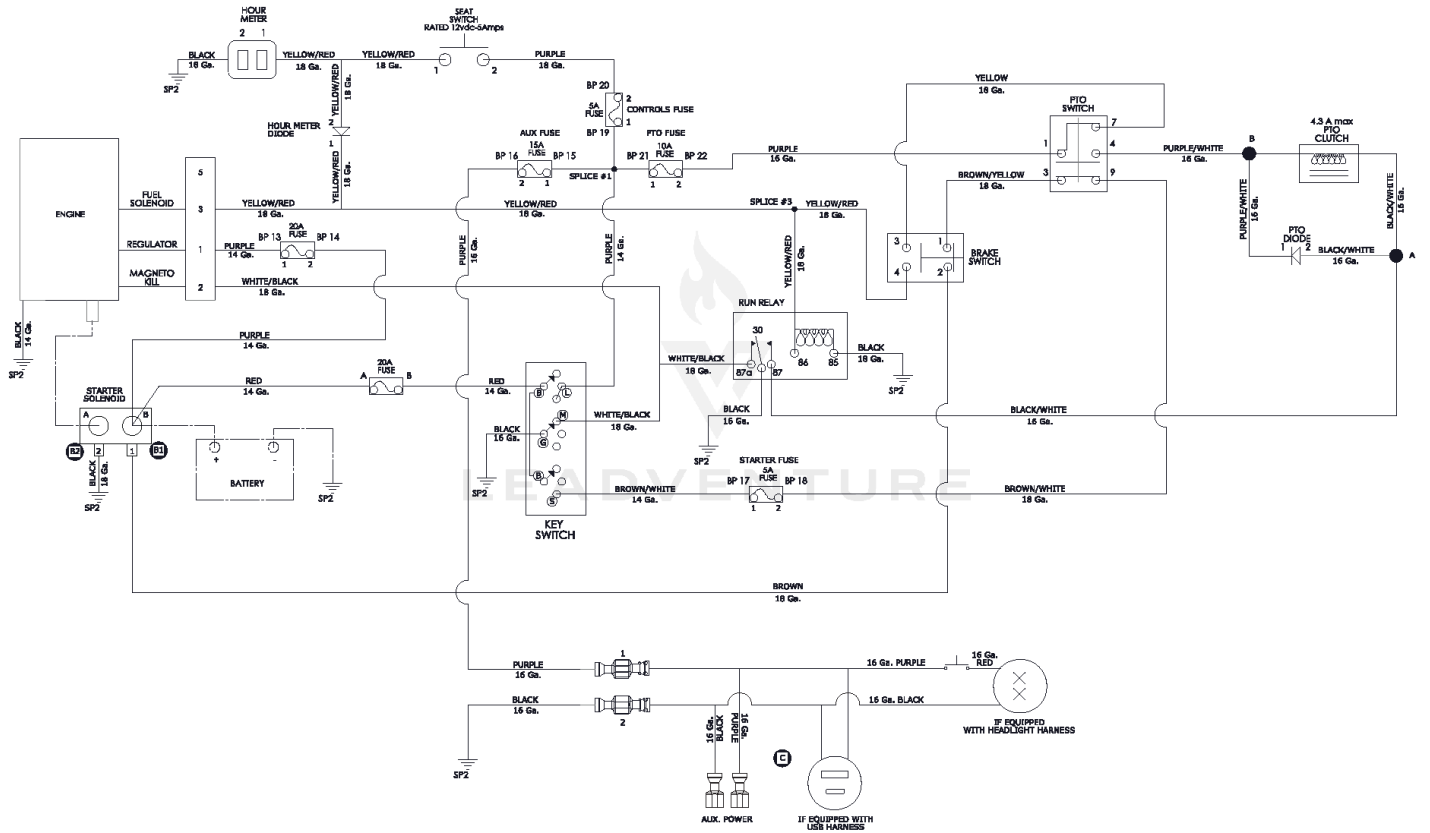 HOUR
METER
2 1
BLACK
18 Ga.
SP2
YELLOW/RED
18 Ga.
YELLOW/RED
18 Ga.
SEAT
SWITCH
RATED 12vdc-5Amps
1 2
PURPLE
18 Ga.
YELLOW/RED
18 Ga.
HOUR METER
DIODE
2
1
YELLOW/RED
18 Ga.
BP 20
5A
FUSE
2
1
CONTROLS FUSE
BP 19
AUX FUSE
15A
FUSE
BP 16 BP 15
2 1
SPLICE #1
PTO FUSE
10A
FUSE
BP 21 BP 22
1 2
PURPLE
16 Ga.
YELLOW
18 Ga.
PTO
SWITCH
7
1 4
3 9
BROWN/YELLOW
18 Ga.
PURPLE/WHITE
16 Ga.
B
4.3 A max
PTO
CLUTCH
PURPLE/WHITE
16 Ga.
BLACK/WHITE
16 Ga.
PTO
DIODE
1 2
BLACK/WHITE
16 Ga.
A
ENGINE
FUEL
SOLENOID
REGULATOR
MAGNETO
KILL
5
3
1
2
YELLOW/RED
18 Ga.
YELLOW/RED
18 Ga.
SPLICE #3
YELLOW/RED
18 Ga.
PURPLE
14 Ga.
20A
FUSE
BP 13 BP 14
1 2
WHITE/BLACK
18 Ga.
PURPLE
16 Ga.
PURPLE
14 Ga.
YELLOW/RED
18 Ga.
3 1
4 2
BRAKE
SWITCH
BLACK
14 Ga.
SP2
PURPLE
14 Ga.
RUN RELAY
30
87a 87
86 85
BLACK
18 Ga.
SP2
WHITE/BLACK
18 Ga.
BLACK
16 Ga.
SP2
BLACK/WHITE
16 Ga.
STARTER
SOLENOID
A B
B2 2 1 B1
BLACK
18 Ga.
SP2
RED
14 Ga.
20A
FUSE
A B
RED
14 Ga.
+ -
BATTERY
SP2
B L
M
G
B
S
KEY
SWITCH
WHITE/BLACK
18 Ga.
BLACK
16 Ga.
SP2
BROWN/WHITE
14 Ga.
STARTER FUSE
5A
FUSE
BP 17 BP 18
1 2
BROWN/WHITE
18 Ga.
LEADVENTURE
BROWN
18 Ga.
PURPLE
16 Ga.
1
BLACK
16 Ga.
2
SP2
16 Ga. PURPLE
16 Ga.
RED
16 Ga. BLACK
IF EQUIPPED
WITH HEADLIGHT HARNESS
16 Ga.
BLACK
16 Ga.
PURPLE
C
AUX. POWER
IF EQUIPPED WITH
USB HARNESS